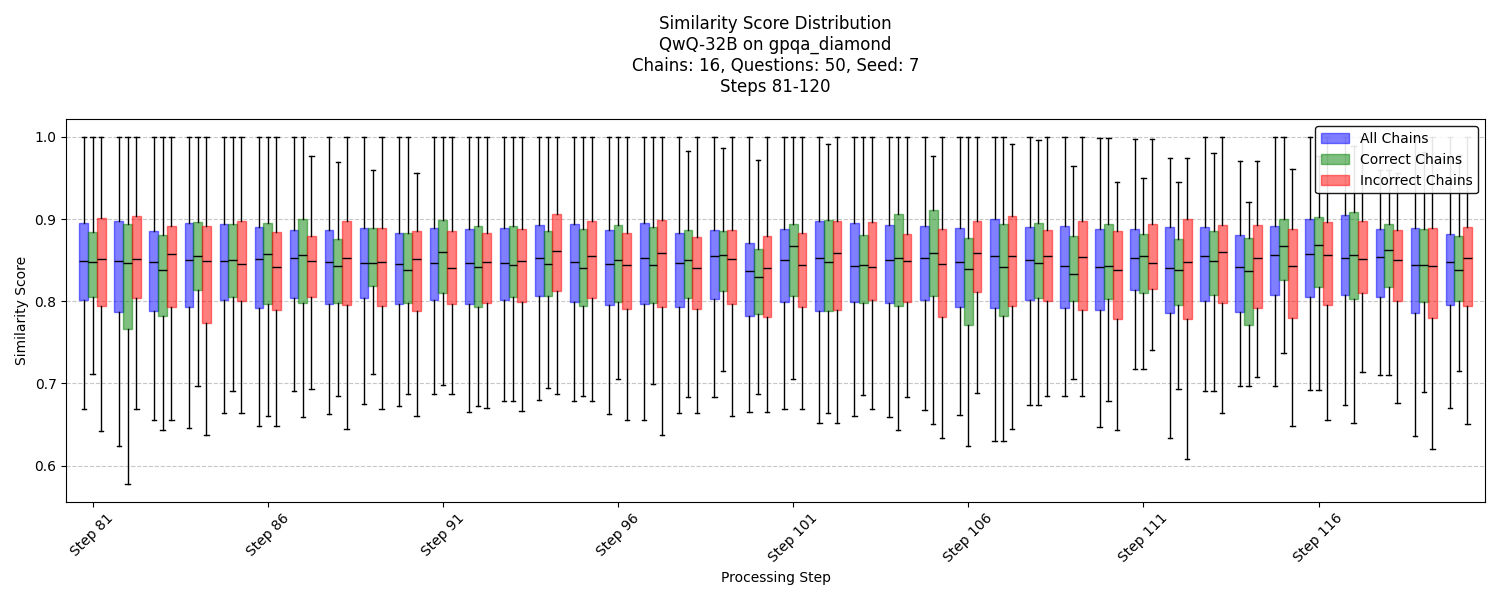 Similarity Score Distribution
QwQ-32B on gpqa_diamond
Chains: 16, Questions: 50, Seed: 7
Steps 81-120
All Chains
Correct Chains
Incorrect Chains
Similarity Score
1.0
0.9
0.8
0.7
0.6
Step 81
Step 86
Step 91
Step 96
Step 101
Step 106
Step 111
Step 116
Processing Step